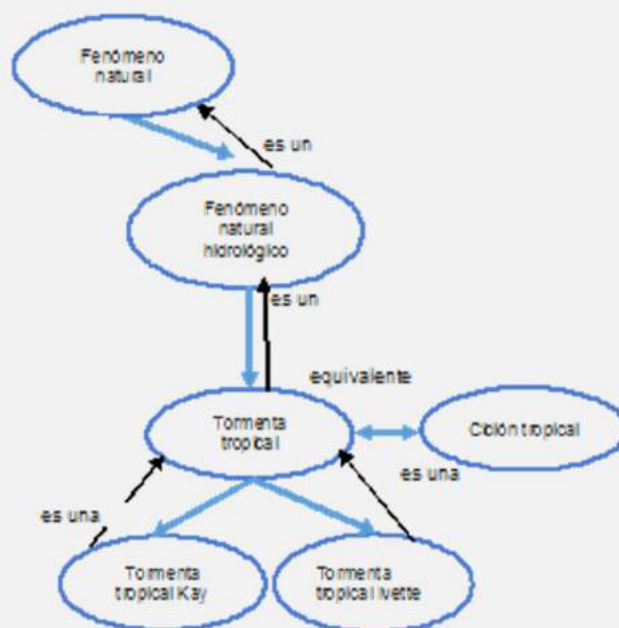 Fenómeno
natural
es un
Fenómeno
natural
hidrológico
es un
equivalente
Tormenta
tropical
Ciclón tropical
es una
es una
Tormenta
tropical Kay
Tormenta
tropical Ivette